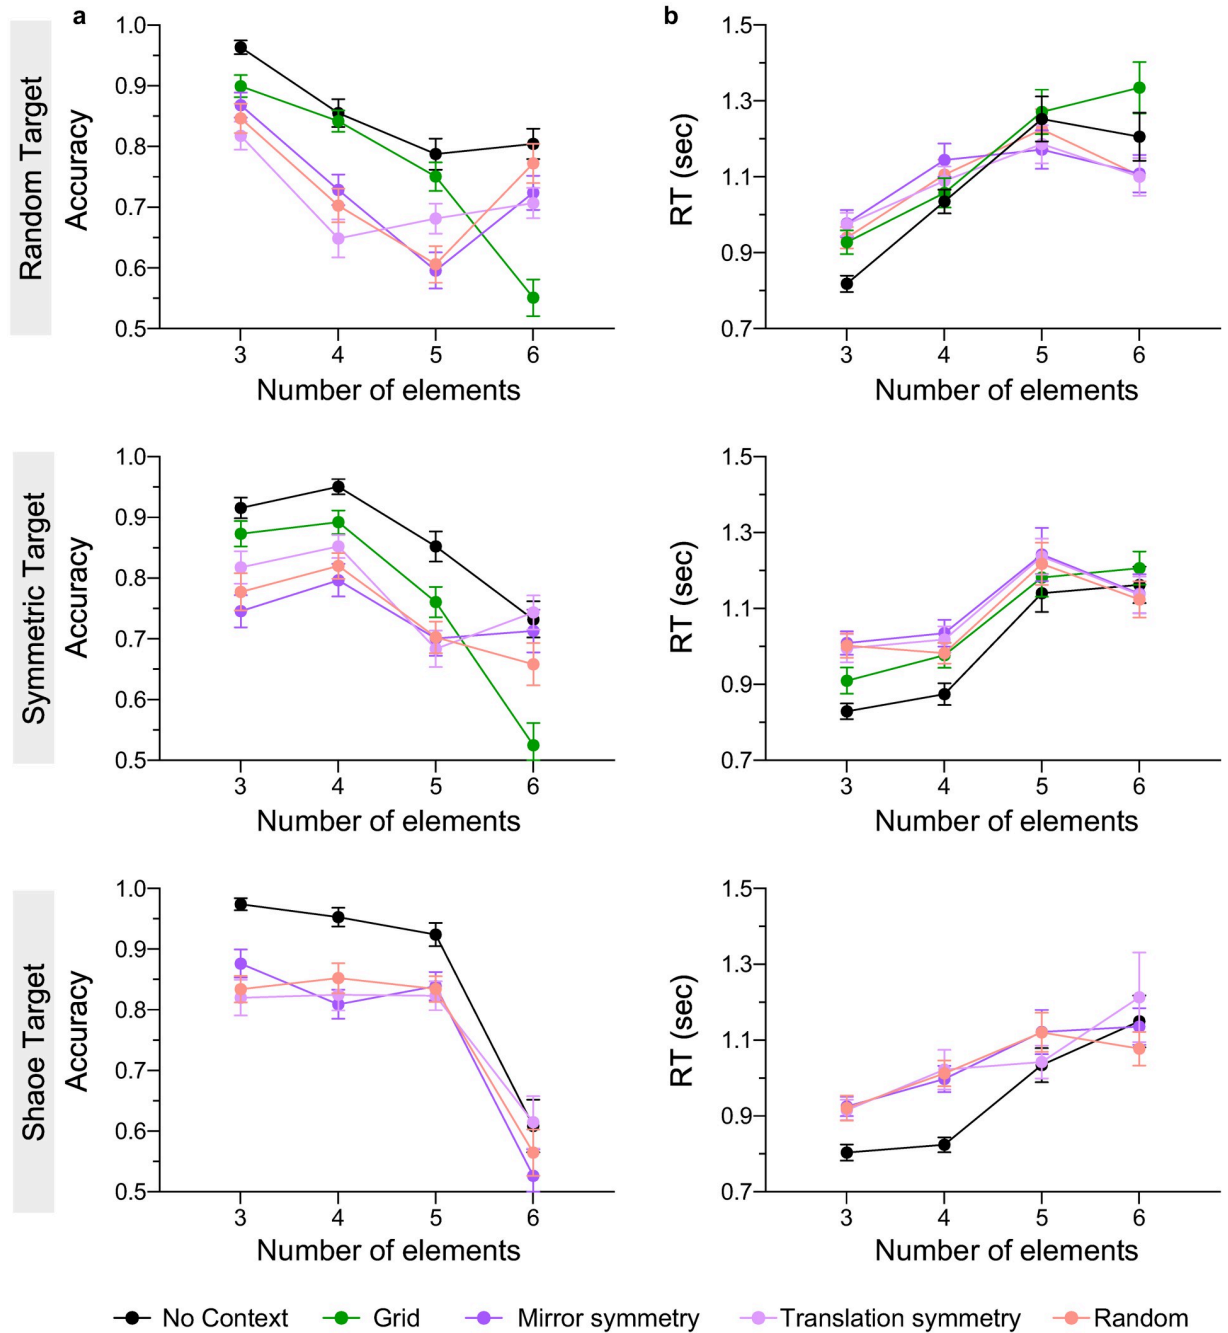 a
b
Random Target
Accuracy
1.0
0.9
0.8
0.7
0.6
0.5
3 4 5 6
Number of elements
RT (sec)
1.5
1.3
1.1
0.9
0.7
3 4 5 6
Number of elements
Symmetric Target
Accuracy
1.0
0.9
0.8
0.7
0.6
0.5
3 4 5 6
Number of elements
RT (sec)
1.5
1.3
1.1
0.9
0.7
3 4 5 6
Number of elements
Shaoe Target
Accuracy
1.0
0.9
0.8
0.7
0.6
0.5
3 4 5 6
Number of elements
RT (sec)
1.5
1.3
1.1
0.9
0.7
3 4 5 6
Number of elements
No Context Grid Mirror symmetry Translation symmetry Random